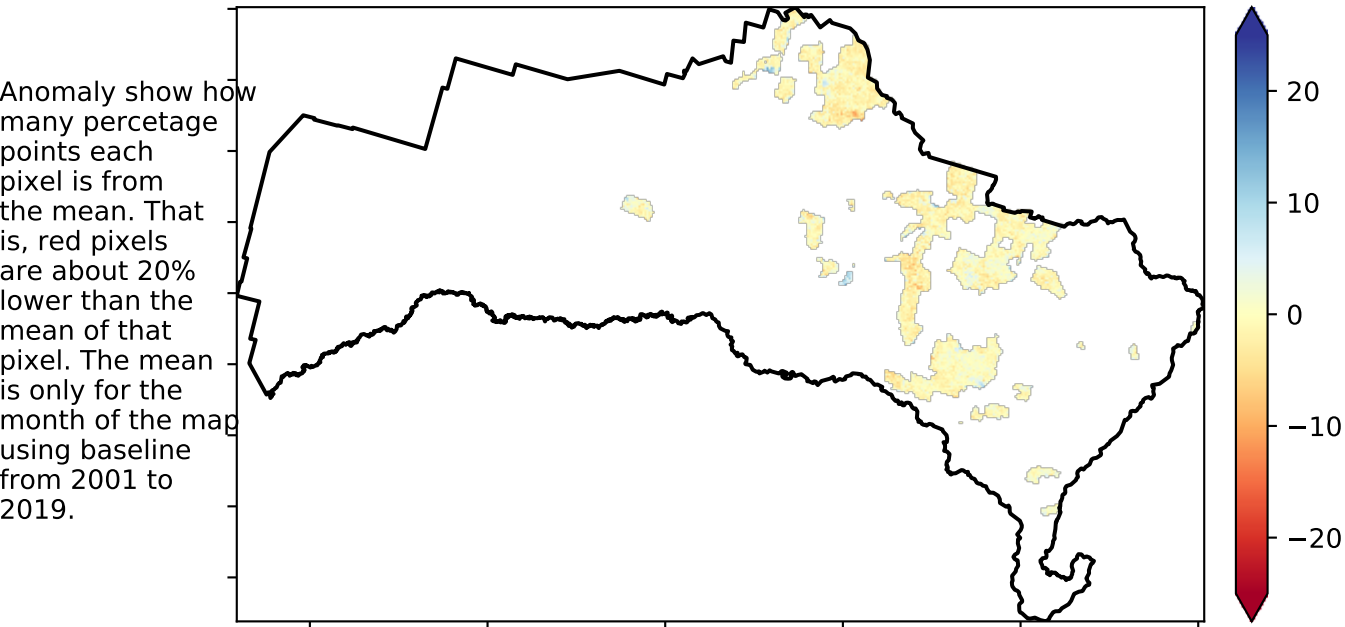 Anomaly show how
many percetage
points each
pixel is from
the mean. That
is, red pixels
are about 20%
lower than the
mean of that
pixel. The mean
is only for the
month of the map
using baseline
from 2001 to
2019.
20
10
0
−10
−20